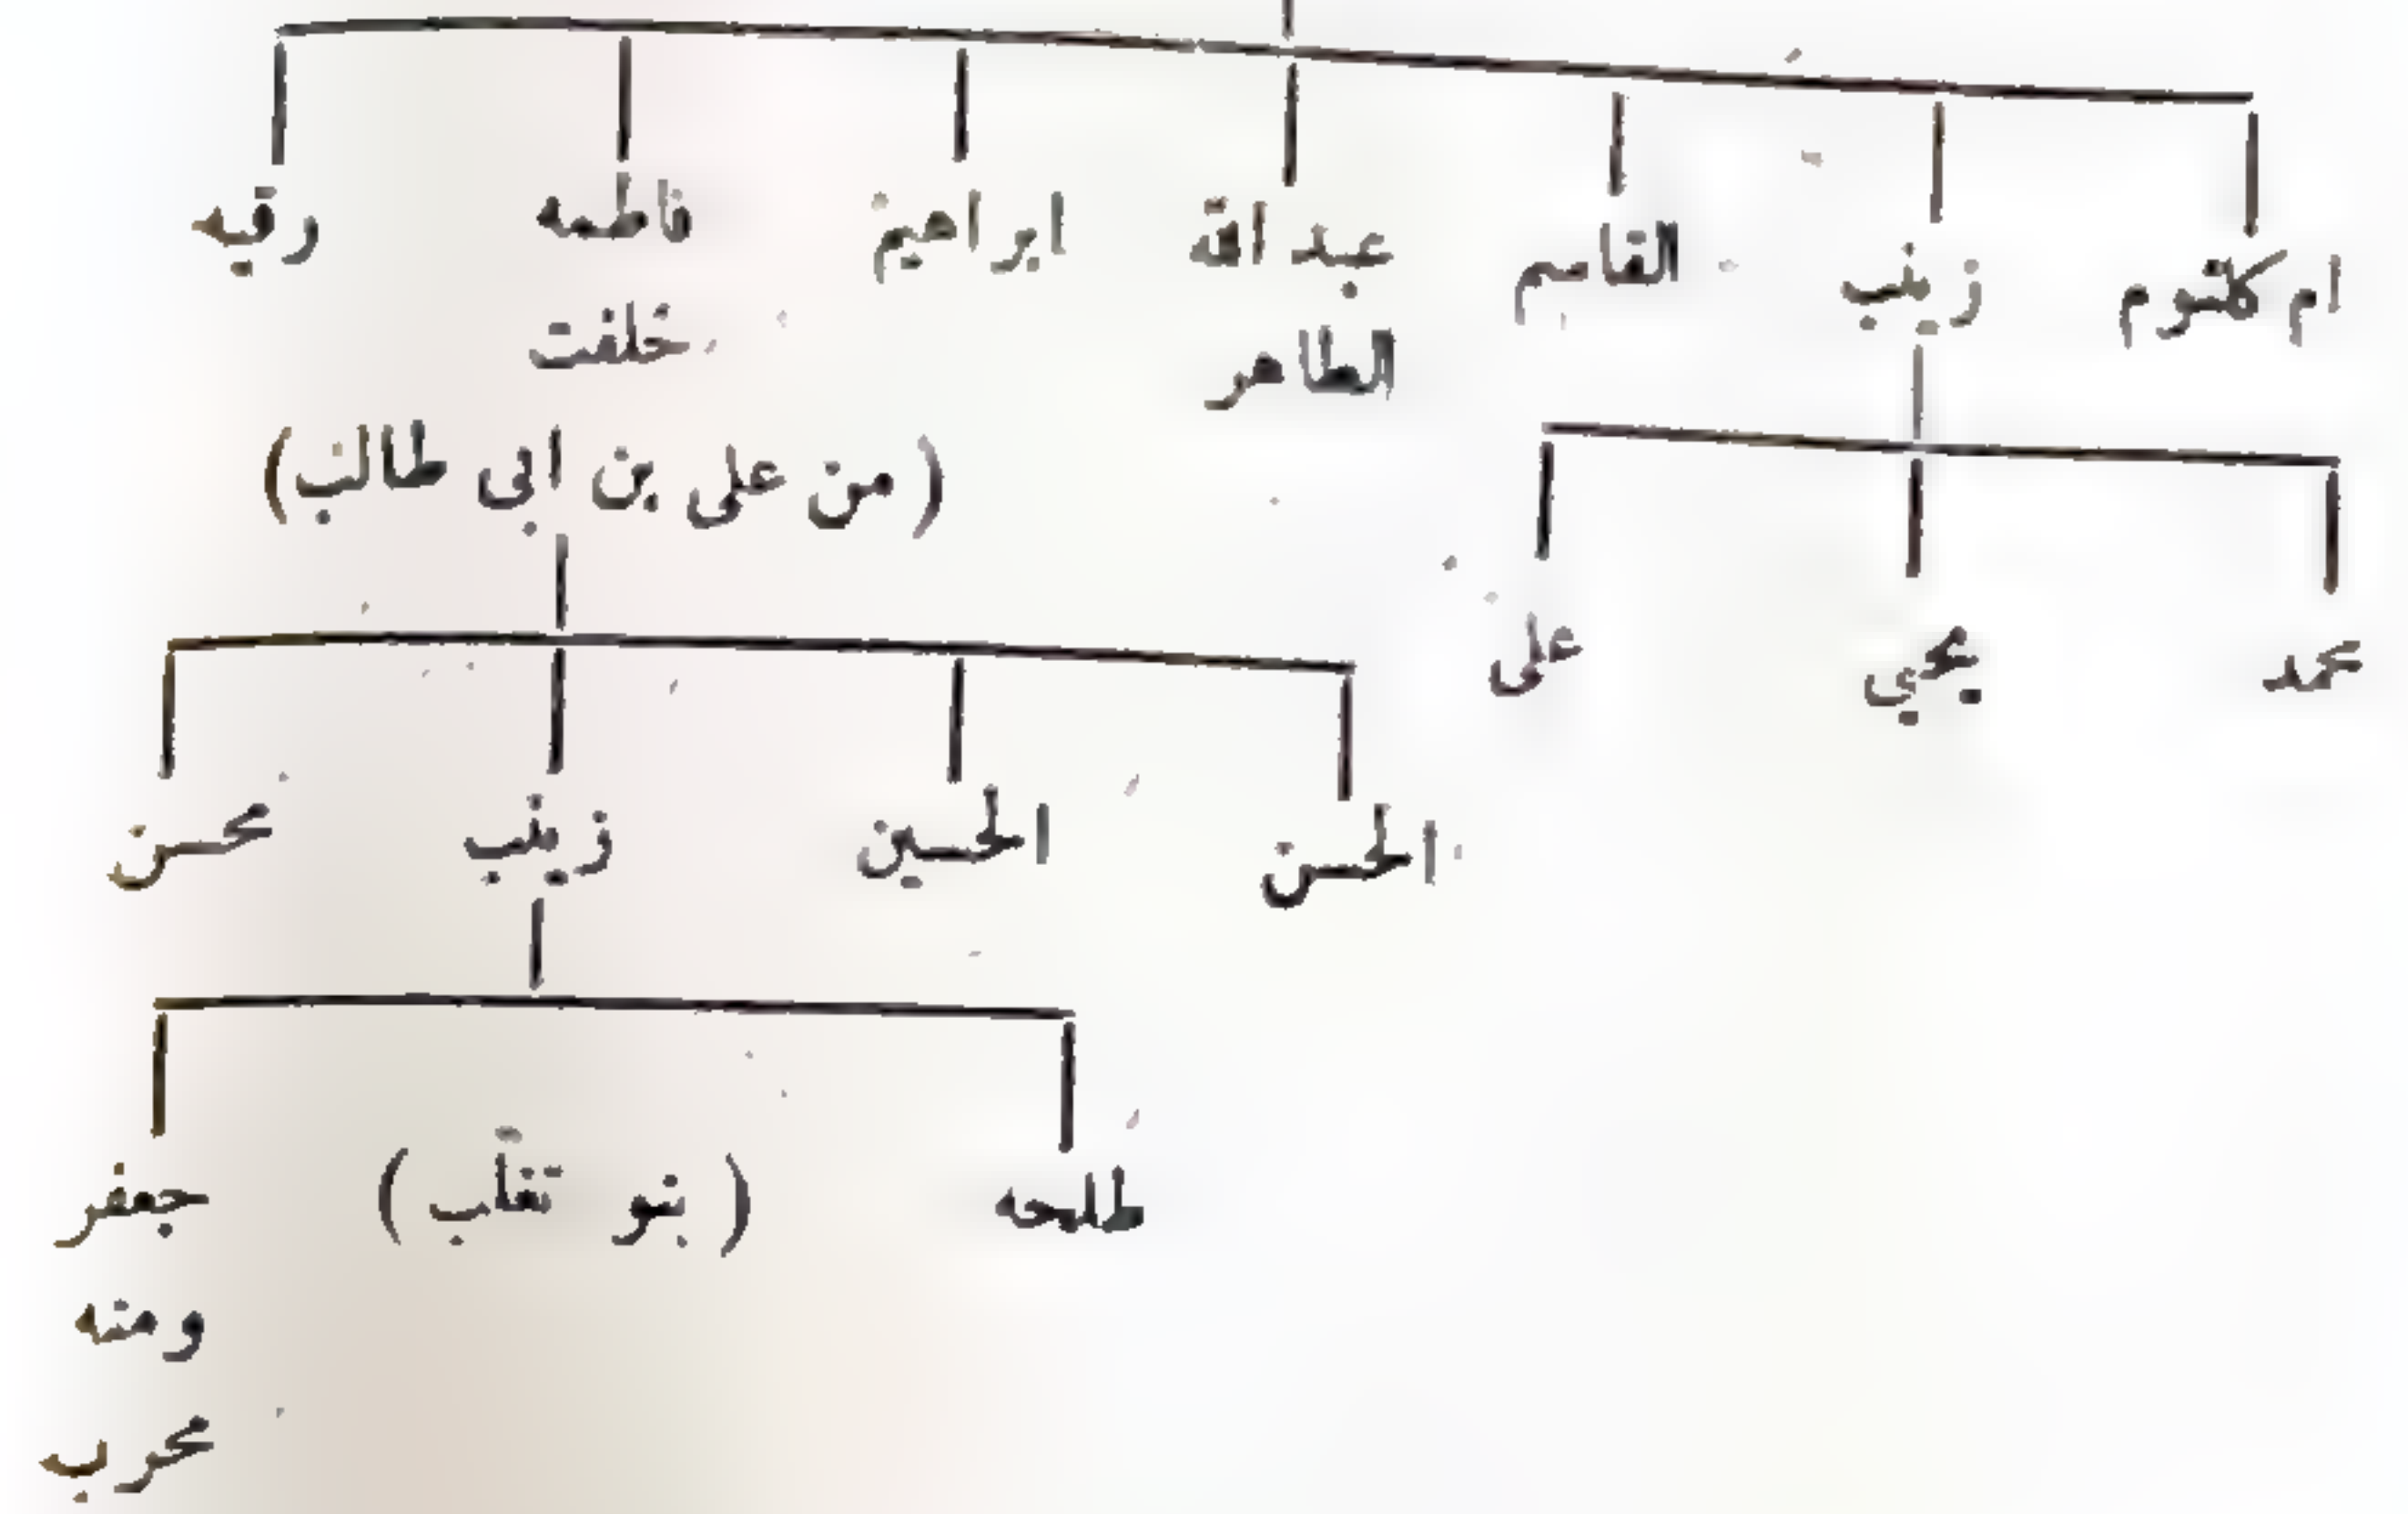 ام كلثوم زينب القاسم عبد الله ابراهيم فاطمه رقيه
الطاهر خلفت
(من على بن ابى طالب)
محمد يحيي على
الحسن الحسين زينب محسن
طلحه (بنو تغلب) جعفر
ومنه
محرب